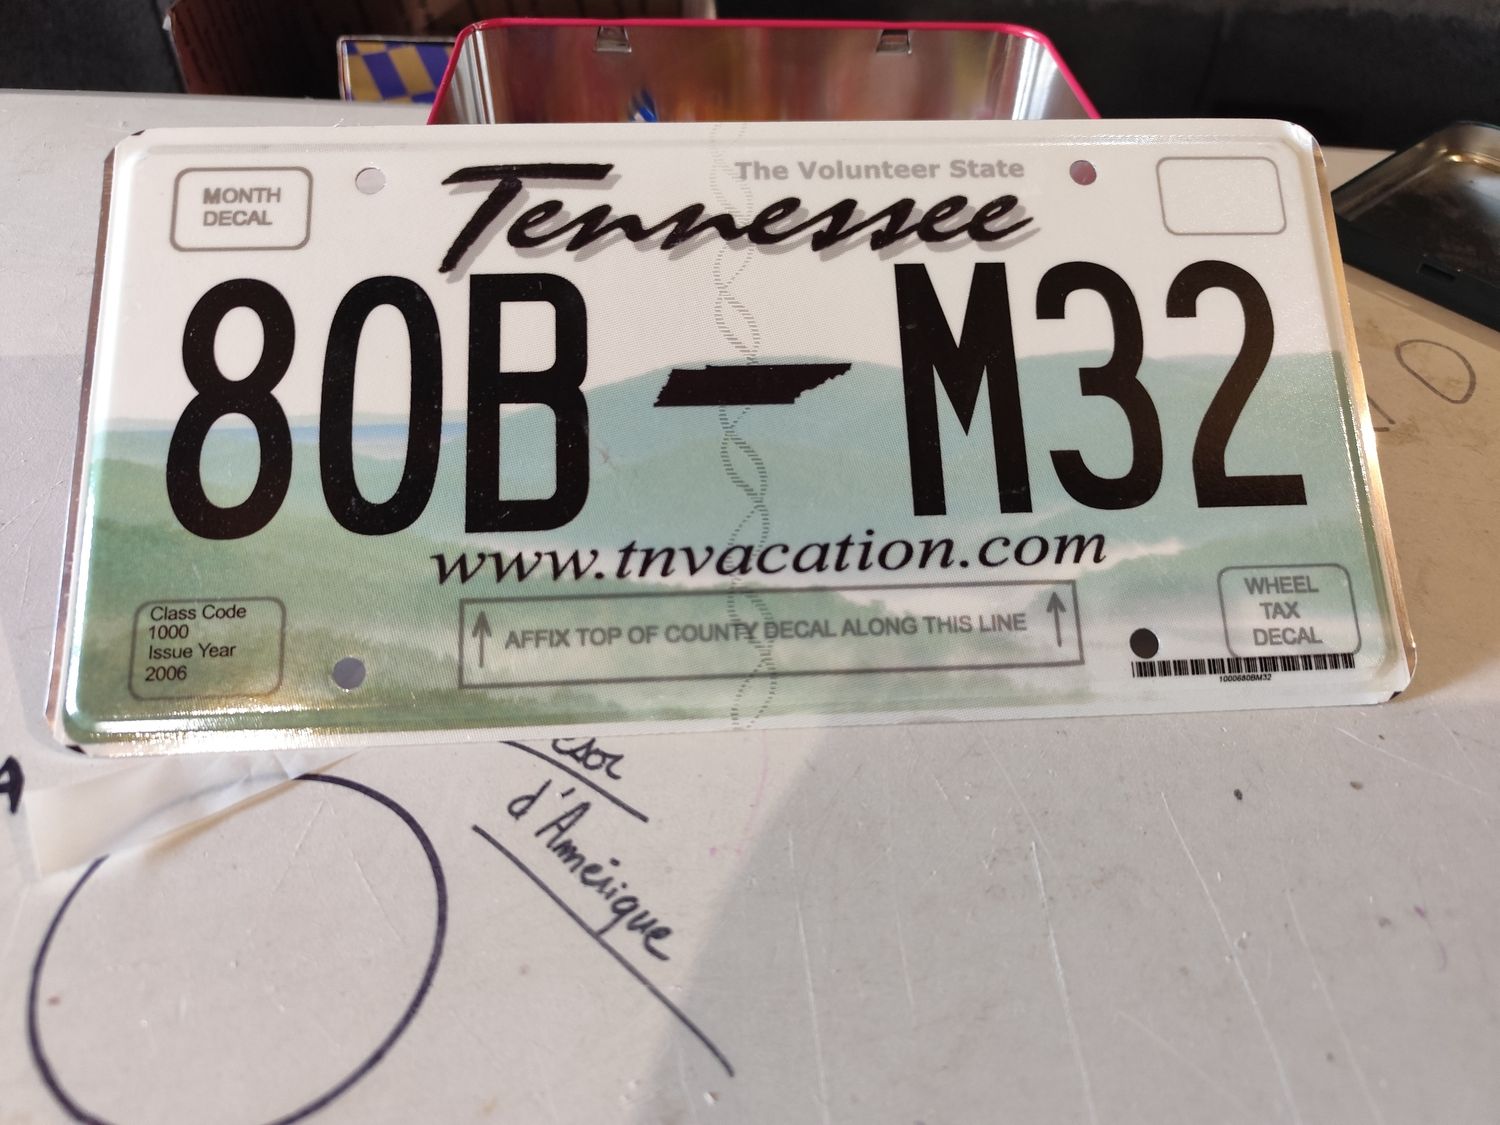 MONTH
DECAL
The Volunteer State
Tennessee
80B M32
www.tnvacation.com
Class Code
1000
Issue Year
2006
AFFIX TOP OF COUNTY DECAL ALONG THIS LINE
WHEEL
TAX
DECAL
1000680BM32
d'Amérique